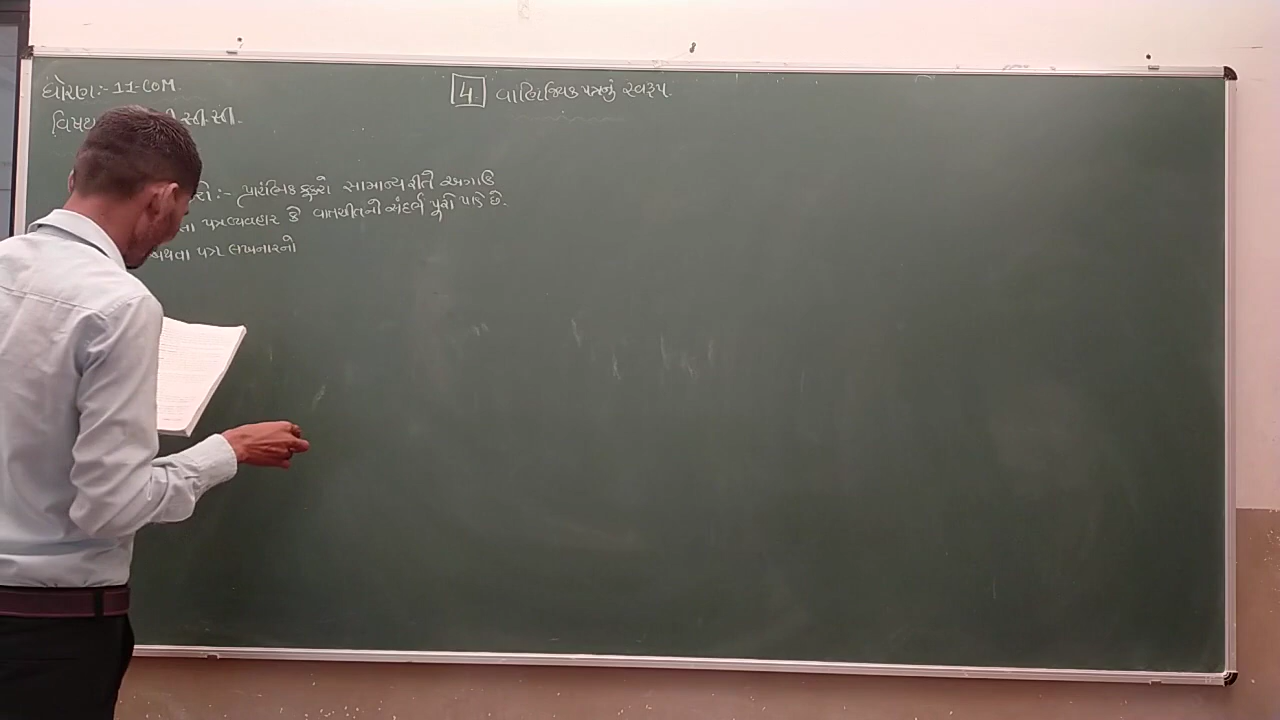 ધોરણ:- 11-COM.
4 વાણિજ્યિક પત્રનું સ્વરૂપ.
વિષય સી.સી.
:- પ્રારંભિક ફકરો સામાન્ય રીતે અગાઉ
પત્રવ્યવહાર કે વાતચીતનો સંદર્ભ પૂરો પાડે છે.
અથવા પત્ર લખનારનો